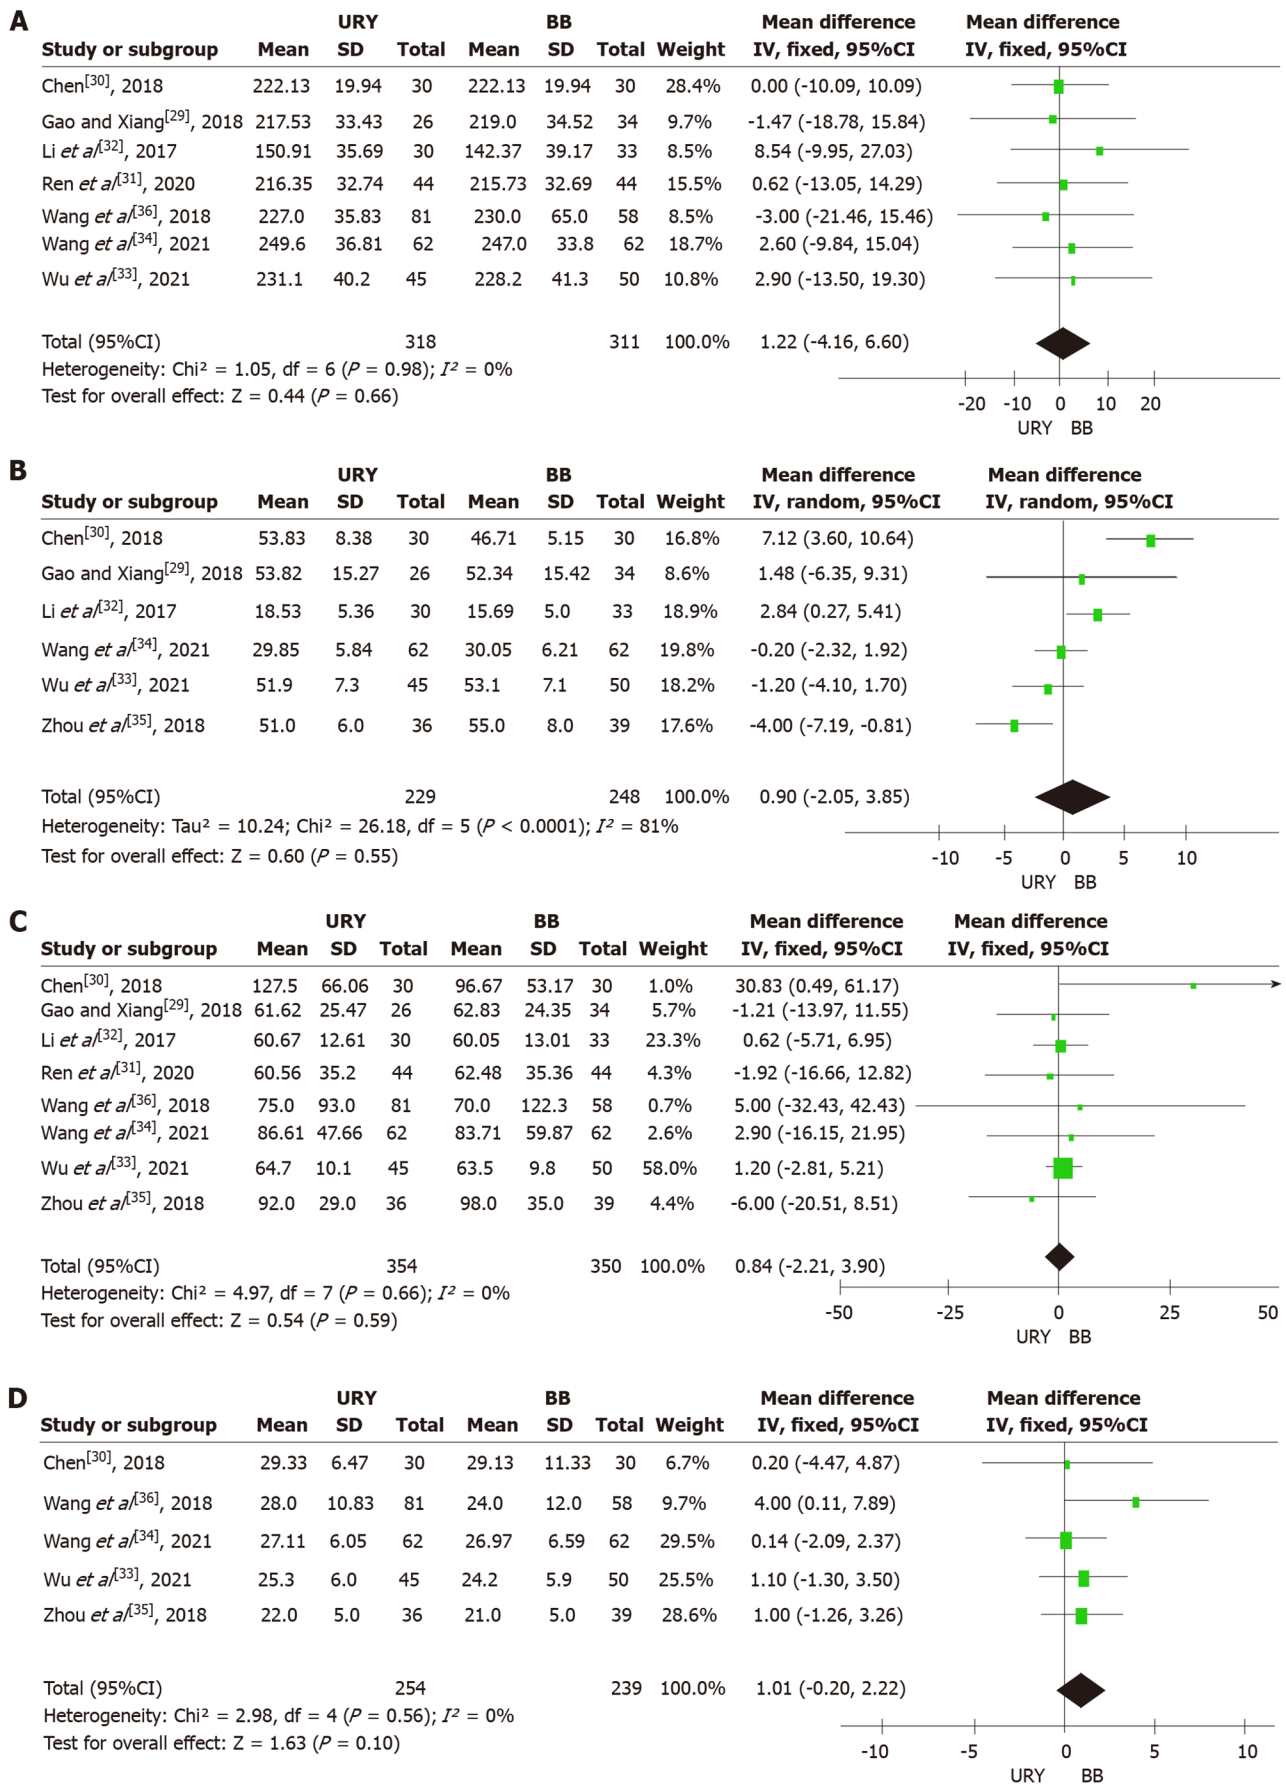 A
URY BB Mean difference Mean difference
Study or subgroup Mean SD Total Mean SD Total Weight IV, fixed, 95%CI IV, fixed, 95%CI
Chen[30], 2018 222.13 19.94 30 222.13 19.94 30 28.4% 0.00 (-10.09, 10.09)
Gao and Xiang[29], 2018 217.53 33.43 26 219.0 34.52 34 9.7% -1.47 (-18.78, 15.84)
Li et al[32], 2017 150.91 35.69 30 142.37 39.17 33 8.5% 8.54 (-9.95, 27.03)
Ren et al[31], 2020 216.35 32.74 44 215.73 32.69 44 15.5% 0.62 (-13.05, 14.29)
Wang et al[36], 2018 227.0 35.83 81 230.0 65.0 58 8.5% -3.00 (-21.46, 15.46)
Wang et al[34], 2021 249.6 36.81 62 247.0 33.8 62 18.7% 2.60 (-9.84, 15.04)
Wu et al[33], 2021 231.1 40.2 45 228.2 41.3 50 10.8% 2.90 (-13.50, 19.30)
Total (95%CI) 318 311 100.0% 1.22 (-4.16, 6.60)
Heterogeneity: Chi² = 1.05, df = 6 (P = 0.98); I² = 0%
Test for overall effect: Z = 0.44 (P = 0.66)
-20 -10 0 10 20
URY BB
B
URY BB Mean difference Mean difference
Study or subgroup Mean SD Total Mean SD Total Weight IV, random, 95%CI IV, random, 95%CI
Chen[30], 2018 53.83 8.38 30 46.71 5.15 30 16.8% 7.12 (3.60, 10.64)
Gao and Xiang[29], 2018 53.82 15.27 26 52.34 15.42 34 8.6% 1.48 (-6.35, 9.31)
Li et al[32], 2017 18.53 5.36 30 15.69 5.0 33 18.9% 2.84 (0.27, 5.41)
Wang et al[34], 2021 29.85 5.84 62 30.05 6.21 62 19.8% -0.20 (-2.32, 1.92)
Wu et al[33], 2021 51.9 7.3 45 53.1 7.1 50 18.2% -1.20 (-4.10, 1.70)
Zhou et al[35], 2018 51.0 6.0 36 55.0 8.0 39 17.6% -4.00 (-7.19, -0.81)
Total (95%CI) 229 248 100.0% 0.90 (-2.05, 3.85)
Heterogeneity: Tau² = 10.24; Chi² = 26.18, df = 5 (P < 0.0001); I² = 81%
Test for overall effect: Z = 0.60 (P = 0.55)
-10 -5 0 5 10
URY BB
C
URY BB Mean difference Mean difference
Study or subgroup Mean SD Total Mean SD Total Weight IV, fixed, 95%CI IV, fixed, 95%CI
Chen[30], 2018 127.5 66.06 30 96.67 53.17 30 1.0% 30.83 (0.49, 61.17)
Gao and Xiang[29], 2018 61.62 25.47 26 62.83 24.35 34 5.7% -1.21 (-13.97, 11.55)
Li et al[32], 2017 60.67 12.61 30 60.05 13.01 33 23.3% 0.62 (-5.71, 6.95)
Ren et al[31], 2020 60.56 35.2 44 62.48 35.36 44 4.3% -1.92 (-16.66, 12.82)
Wang et al[36], 2018 75.0 93.0 81 70.0 122.3 58 0.7% 5.00 (-32.43, 42.43)
Wang et al[34], 2021 86.61 47.66 62 83.71 59.87 62 2.6% 2.90 (-16.15, 21.95)
Wu et al[33], 2021 64.7 10.1 45 63.5 9.8 50 58.0% 1.20 (-2.81, 5.21)
Zhou et al[35], 2018 92.0 29.0 36 98.0 35.0 39 4.4% -6.00 (-20.51, 8.51)
Total (95%CI) 354 350 100.0% 0.84 (-2.21, 3.90)
Heterogeneity: Chi² = 4.97, df = 7 (P = 0.66); I² = 0%
Test for overall effect: Z = 0.54 (P = 0.59)
-50 -25 0 25 50
URY BB
D
URY BB Mean difference Mean difference
Study or subgroup Mean SD Total Mean SD Total Weight IV, fixed, 95%CI IV, fixed, 95%CI
Chen[30], 2018 29.33 6.47 30 29.13 11.33 30 6.7% 0.20 (-4.47, 4.87)
Wang et al[36], 2018 28.0 10.83 81 24.0 12.0 58 9.7% 4.00 (0.11, 7.89)
Wang et al[34], 2021 27.11 6.05 62 26.97 6.59 62 29.5% 0.14 (-2.09, 2.37)
Wu et al[33], 2021 25.3 6.0 45 24.2 5.9 50 25.5% 1.10 (-1.30, 3.50)
Zhou et al[35], 2018 22.0 5.0 36 21.0 5.0 39 28.6% 1.00 (-1.26, 3.26)
Total (95%CI) 254 239 100.0% 1.01 (-0.20, 2.22)
Heterogeneity: Chi² = 2.98, df = 4 (P = 0.56); I² = 0%
Test for overall effect: Z = 1.63 (P = 0.10)
-10 -5 0 5 10
URY BB